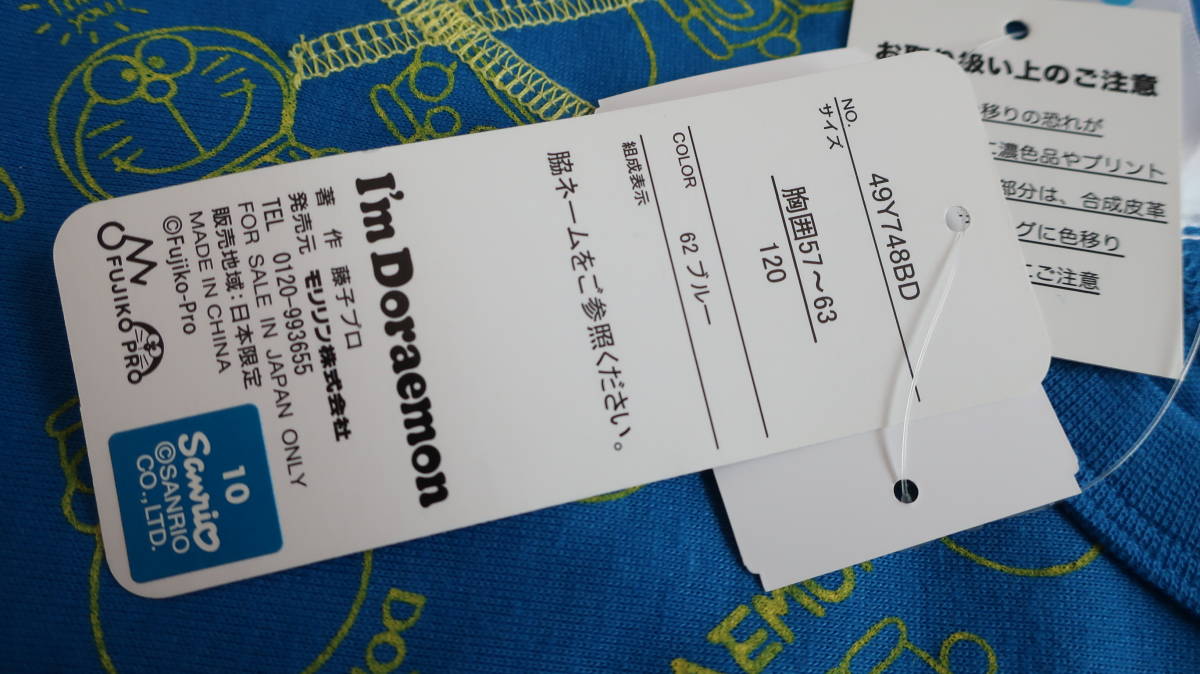 NO. 49Y748BD
サイズ
胸囲57～63
120
COLOR 62 ブルー
組成表示
脇ネームをご参照ください。
I'm Doraemon
著 作 藤子プロ
発売元 モリリン株式会社
TEL 0120-993655
FOR SALE IN JAPAN ONLY
販売地域:日本限定
MADE IN CHINA
©Fujiko-Pro
FUJIKO PRO
10
Sanrio
©SANRIO
CO.,LTD.
お取り扱い上のご注意
移りの恐れが
濃色品やプリント
部分は、合成皮革
グに色移り
ご注意
DO
AEMO